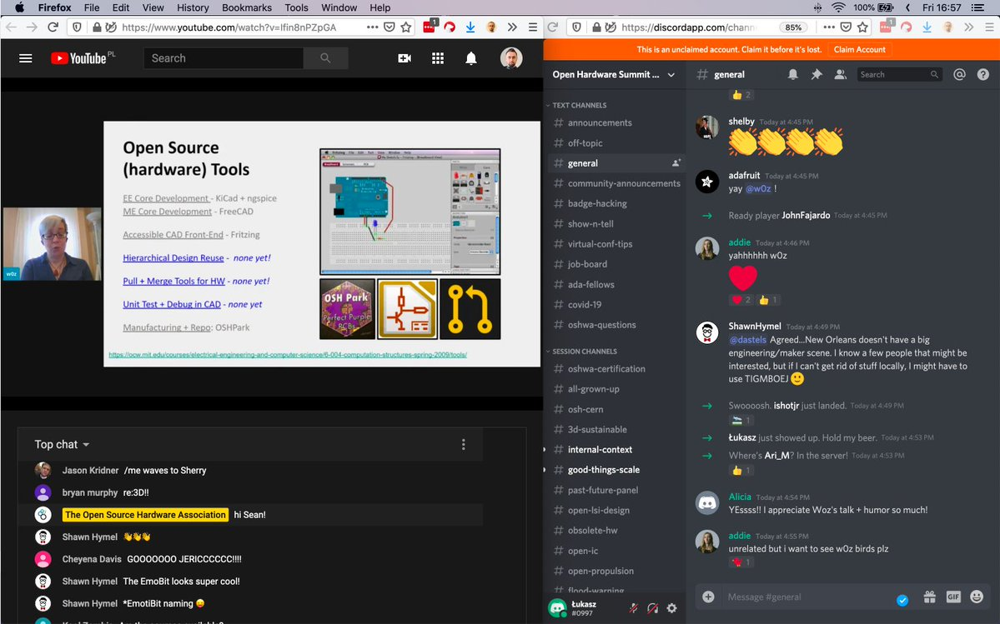 Firefox File Edit View History Bookmarks Tools Window Help
100% Fri 16:57
https://www.youtube.com/watch?v=Ifin8nPZpGA
1
https://discordapp.com/chann
85%
1
YouTube PL
Search
This is an unclaimed account. Claim it before it's lost. Claim Account
Open Source
(hardware) Tools
EE Core Development - KiCad + ngspice
ME Core Development - FreeCAD
Accessible CAD Front-End - Fritzing
Hierarchical Design Reuse - none yet!
Pull + Merge Tools for HW - none yet!
Unit Test + Debug in CAD - none yet
Manufacturing + Repo: OSHPark
https://ocw.mit.edu/courses/electrical-engineering-and-computer-science/6-004-computation-structures-spring-2009/tools/
OSH Park
Perfect Purple
PCBs
w0z
Top chat
Jason Kridner /me waves to Sherry
bryan murphy re:3D!!
The Open Source Hardware Association hi Sean!
Shawn Hymel 👋👋👋
Cheyena Davis GOOOOOOO JERICCCCCC!!!!
Shawn Hymel The EmoBit looks super cool!
Shawn Hymel *EmotiBit naming 😜
Open Hardware Summit ...
TEXT CHANNELS
# announcements
# off-topic
# general
# community-announcements
# badge-hacking
# show-n-tell
# virtual-conf-tips
# job-board
# ada-fellows
# covid-19
# oshwa-questions
SESSION CHANNELS
# oshwa-certification
# all-grown-up
# osh-cern
# 3d-sustainable
# internal-context
# good-things-scale
# past-future-panel
# open-lsi-design
# obsolete-hw
# open-ic
# open-propulsion
# flood-warning
Łukasz
#0997
# general
Search
👍 2
shelby Today at 4:45 PM
👏👏👏👏
adafruit Today at 4:45 PM
yay @w0z !
Ready player JohnFajardo Today at 4:45 PM
addie Today at 4:46 PM
yahhhhhh w0z
❤️
❤️ 2 👍 1
ShawnHymel Today at 4:49 PM
@dastels Agreed...New Orleans doesn't have a big
engineering/maker scene. I know a few people that might be
interested, but if I can't get rid of stuff locally, I might have to
use TIGMBOEJ 🙂
Swoooosh. ishotjr just landed. Today at 4:49 PM
1
Łukasz just showed up. Hold my beer. Today at 4:53 PM
Where's Ari_M? In the server! Today at 4:53 PM
👍 1
Alicia Today at 4:54 PM
YEssss!! I appreciate Woz's talk + humor so much!
addie Today at 4:55 PM
unrelated but i want to see w0z birds plz
1
Message #general
GIF